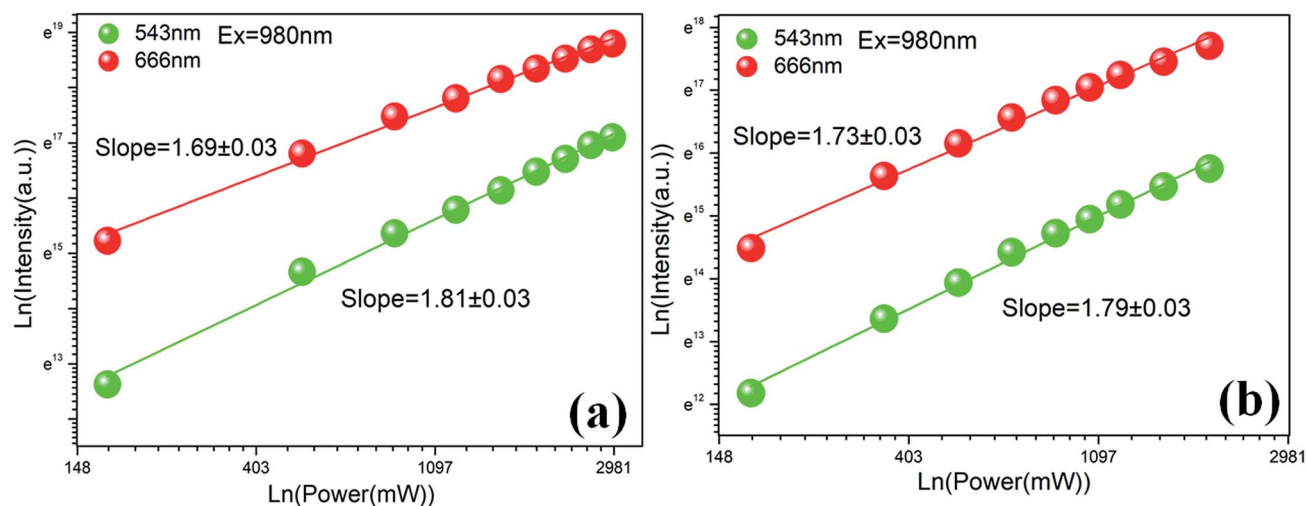 543nm Ex=980nm
666nm
Slope=1.69±0.03
Slope=1.81±0.03
e¹⁹
e¹⁷
e¹⁵
e¹³
Ln(Intensity(a.u.))
148 403 1097 2981
Ln(Power(mW))
(a)
543nm Ex=980nm
666nm
Slope=1.73±0.03
Slope=1.79±0.03
e¹⁸
e¹⁷
e¹⁶
e¹⁵
e¹⁴
e¹³
e¹²
Ln(Intensity(a.u.))
148 403 1097 2981
Ln(Power(mW))
(b)